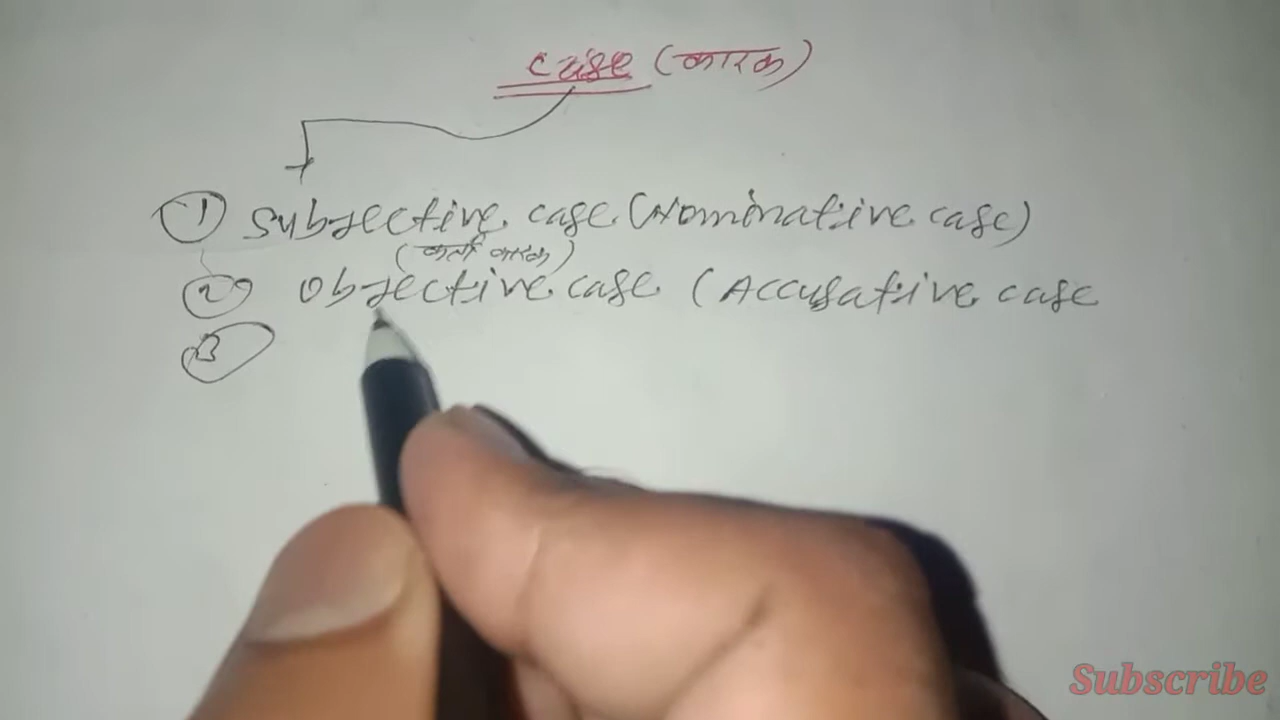 case (कारक)
1 Subjective case (Nominative case)
(कर्ता कारक)
2 Objective case (Accusative case
3
Subscribe